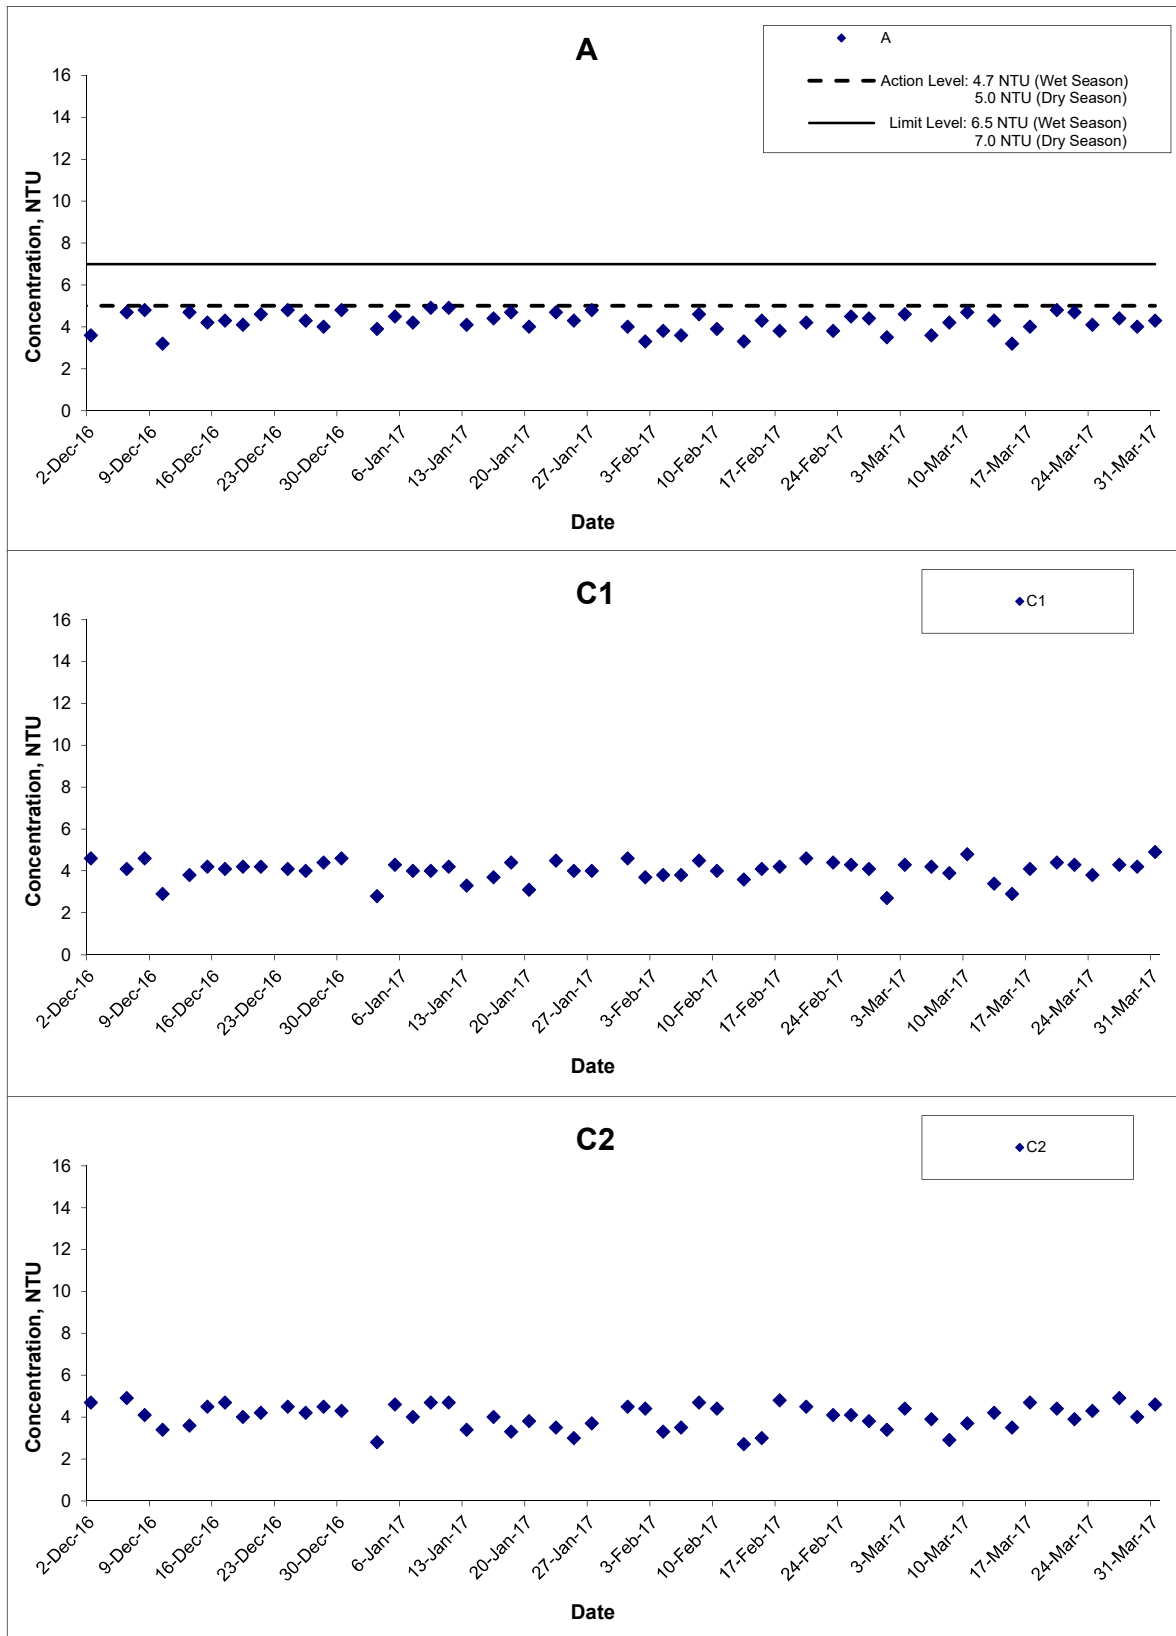 A
A
Action Level: 4.7 NTU (Wet Season)
5.0 NTU (Dry Season)
Limit Level: 6.5 NTU (Wet Season)
7.0 NTU (Dry Season)
Concentration, NTU
16
14
12
10
8
6
4
2
0
2-Dec-16
9-Dec-16
16-Dec-16
23-Dec-16
30-Dec-16
6-Jan-17
13-Jan-17
20-Jan-17
27-Jan-17
3-Feb-17
10-Feb-17
17-Feb-17
24-Feb-17
3-Mar-17
10-Mar-17
17-Mar-17
24-Mar-17
31-Mar-17
Date
C1
C1
Concentration, NTU
16
14
12
10
8
6
4
2
0
2-Dec-16
9-Dec-16
16-Dec-16
23-Dec-16
30-Dec-16
6-Jan-17
13-Jan-17
20-Jan-17
27-Jan-17
3-Feb-17
10-Feb-17
17-Feb-17
24-Feb-17
3-Mar-17
10-Mar-17
17-Mar-17
24-Mar-17
31-Mar-17
Date
C2
C2
Concentration, NTU
16
14
12
10
8
6
4
2
0
2-Dec-16
9-Dec-16
16-Dec-16
23-Dec-16
30-Dec-16
6-Jan-17
13-Jan-17
20-Jan-17
27-Jan-17
3-Feb-17
10-Feb-17
17-Feb-17
24-Feb-17
3-Mar-17
10-Mar-17
17-Mar-17
24-Mar-17
31-Mar-17
Date